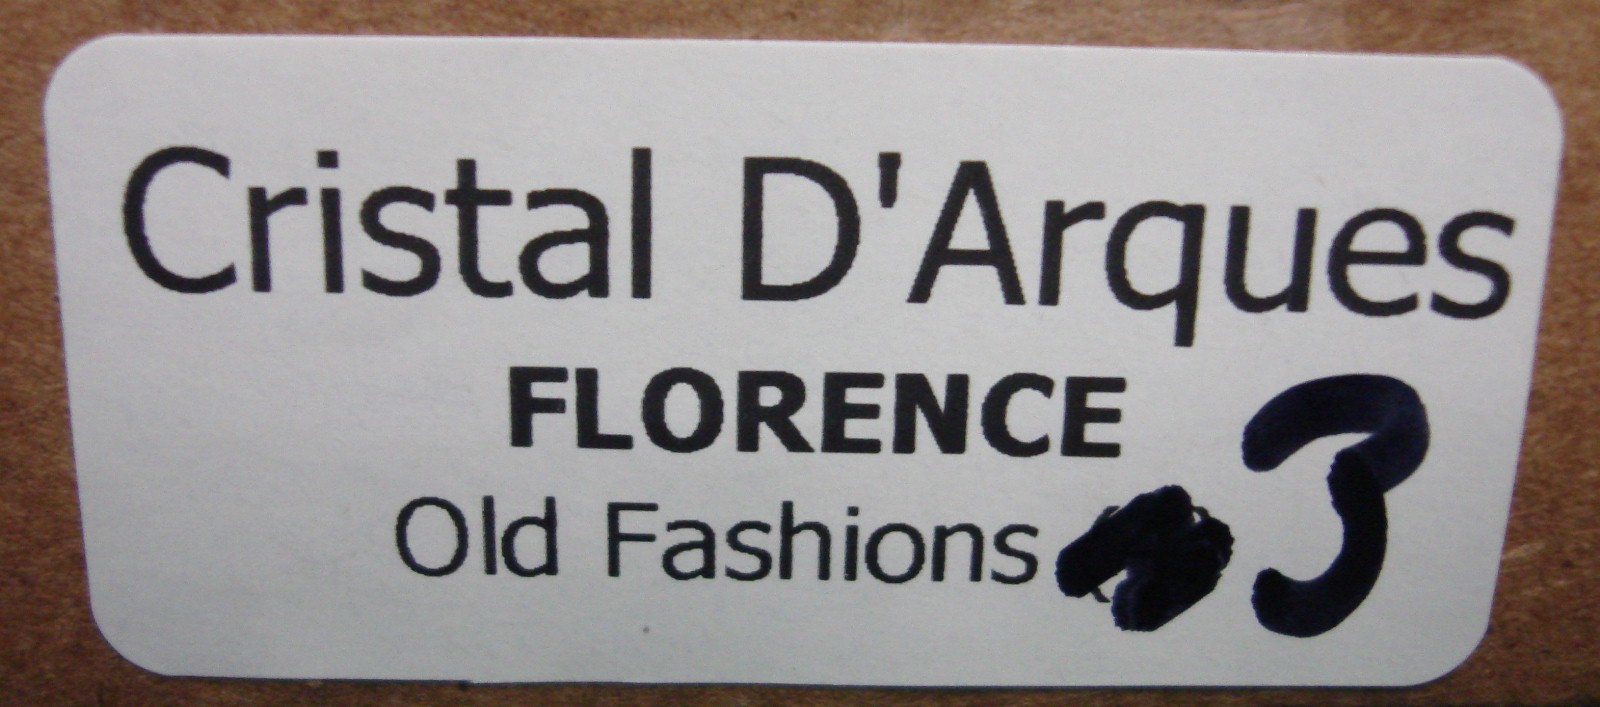 Cristal D'Arques
FLORENCE
Old Fashions 3